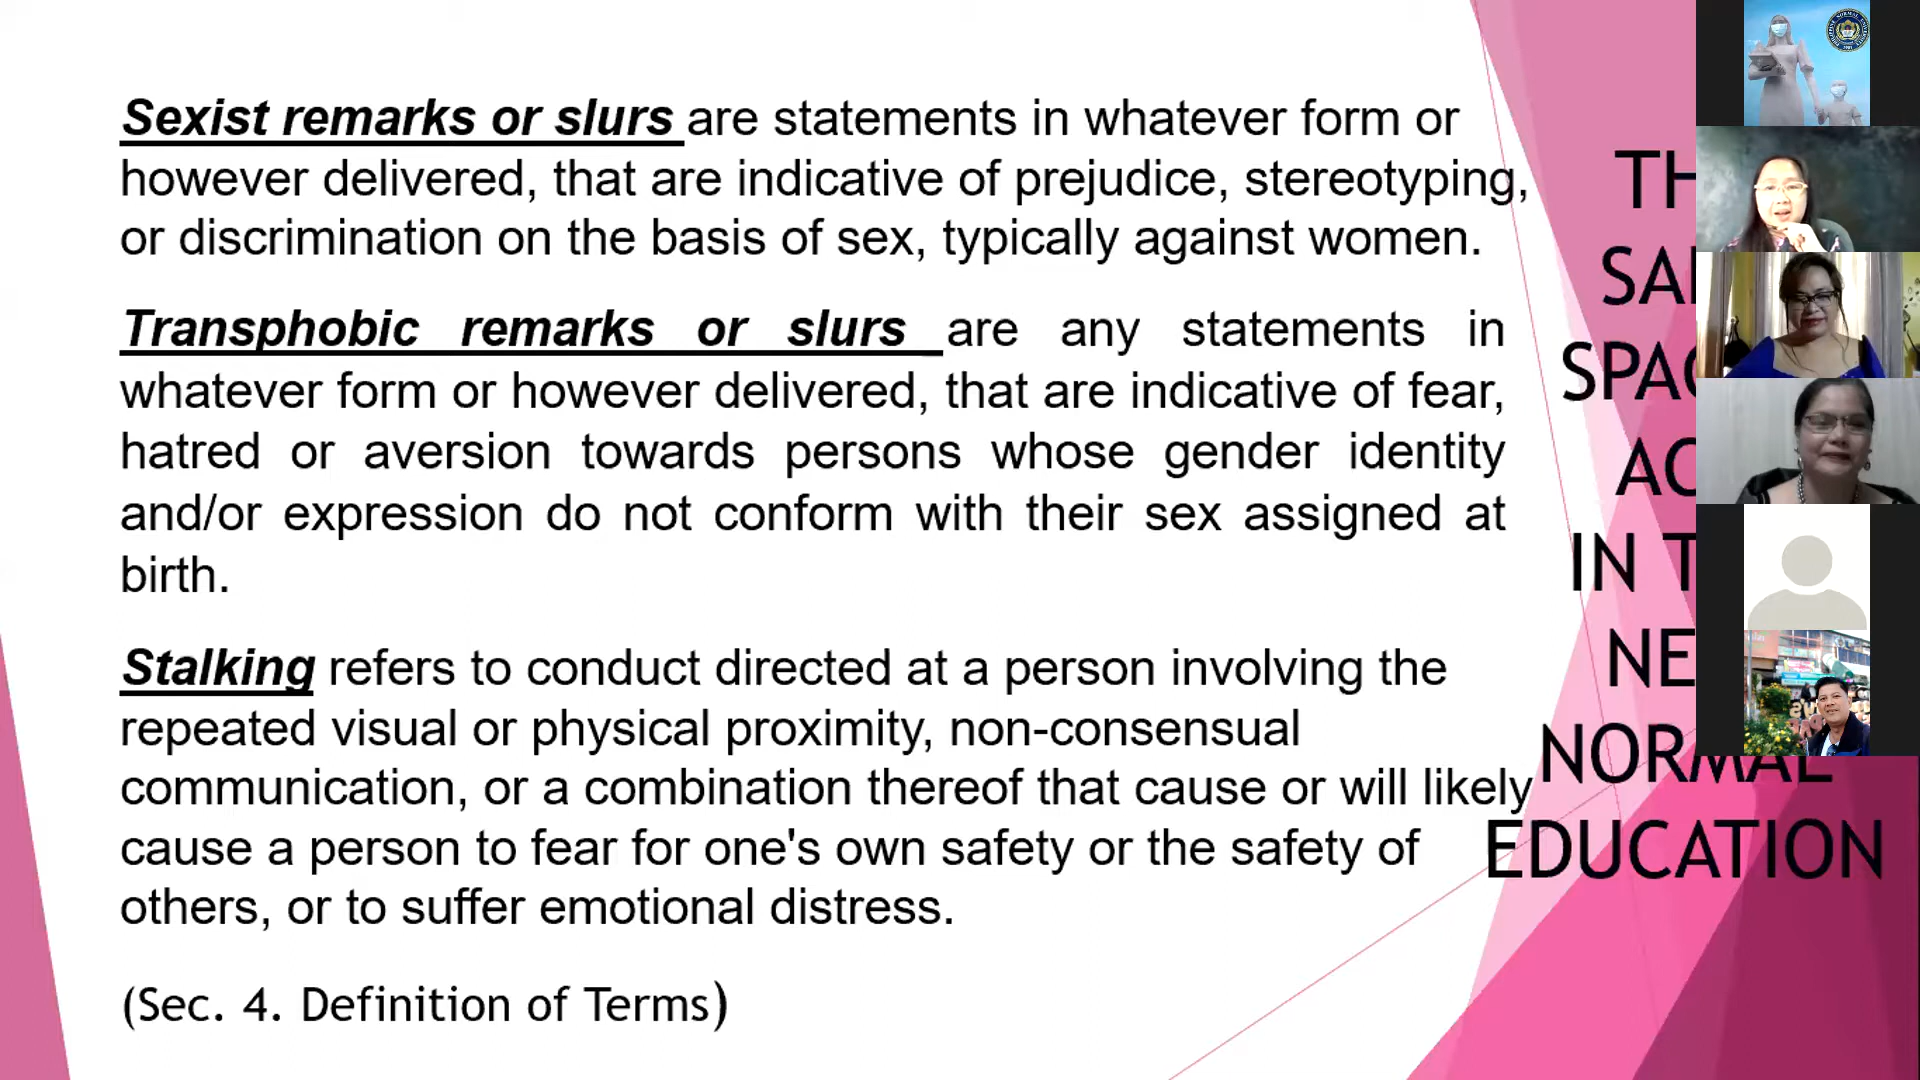 Sexist remarks or slurs are statements in whatever form or
however delivered, that are indicative of prejudice, stereotyping,
or discrimination on the basis of sex, typically against women.
Transphobic remarks or slurs are any statements in
whatever form or however delivered, that are indicative of fear,
hatred or aversion towards persons whose gender identity
and/or expression do not conform with their sex assigned at
birth.
Stalking refers to conduct directed at a person involving the
repeated visual or physical proximity, non-consensual
communication, or a combination thereof that cause or will likely
cause a person to fear for one's own safety or the safety of
others, or to suffer emotional distress.
(Sec. 4. Definition of Terms)
IN
NORMAL
EDUCATION